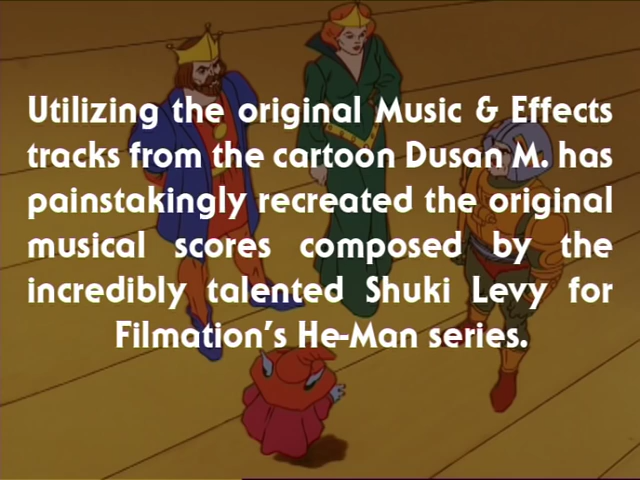 Utilizing the original Music & Effects
tracks from the cartoon Dusan M. has
painstakingly recreated the original
musical scores composed by the
incredibly talented Shuki Levy for
Filmation's He-Man series.